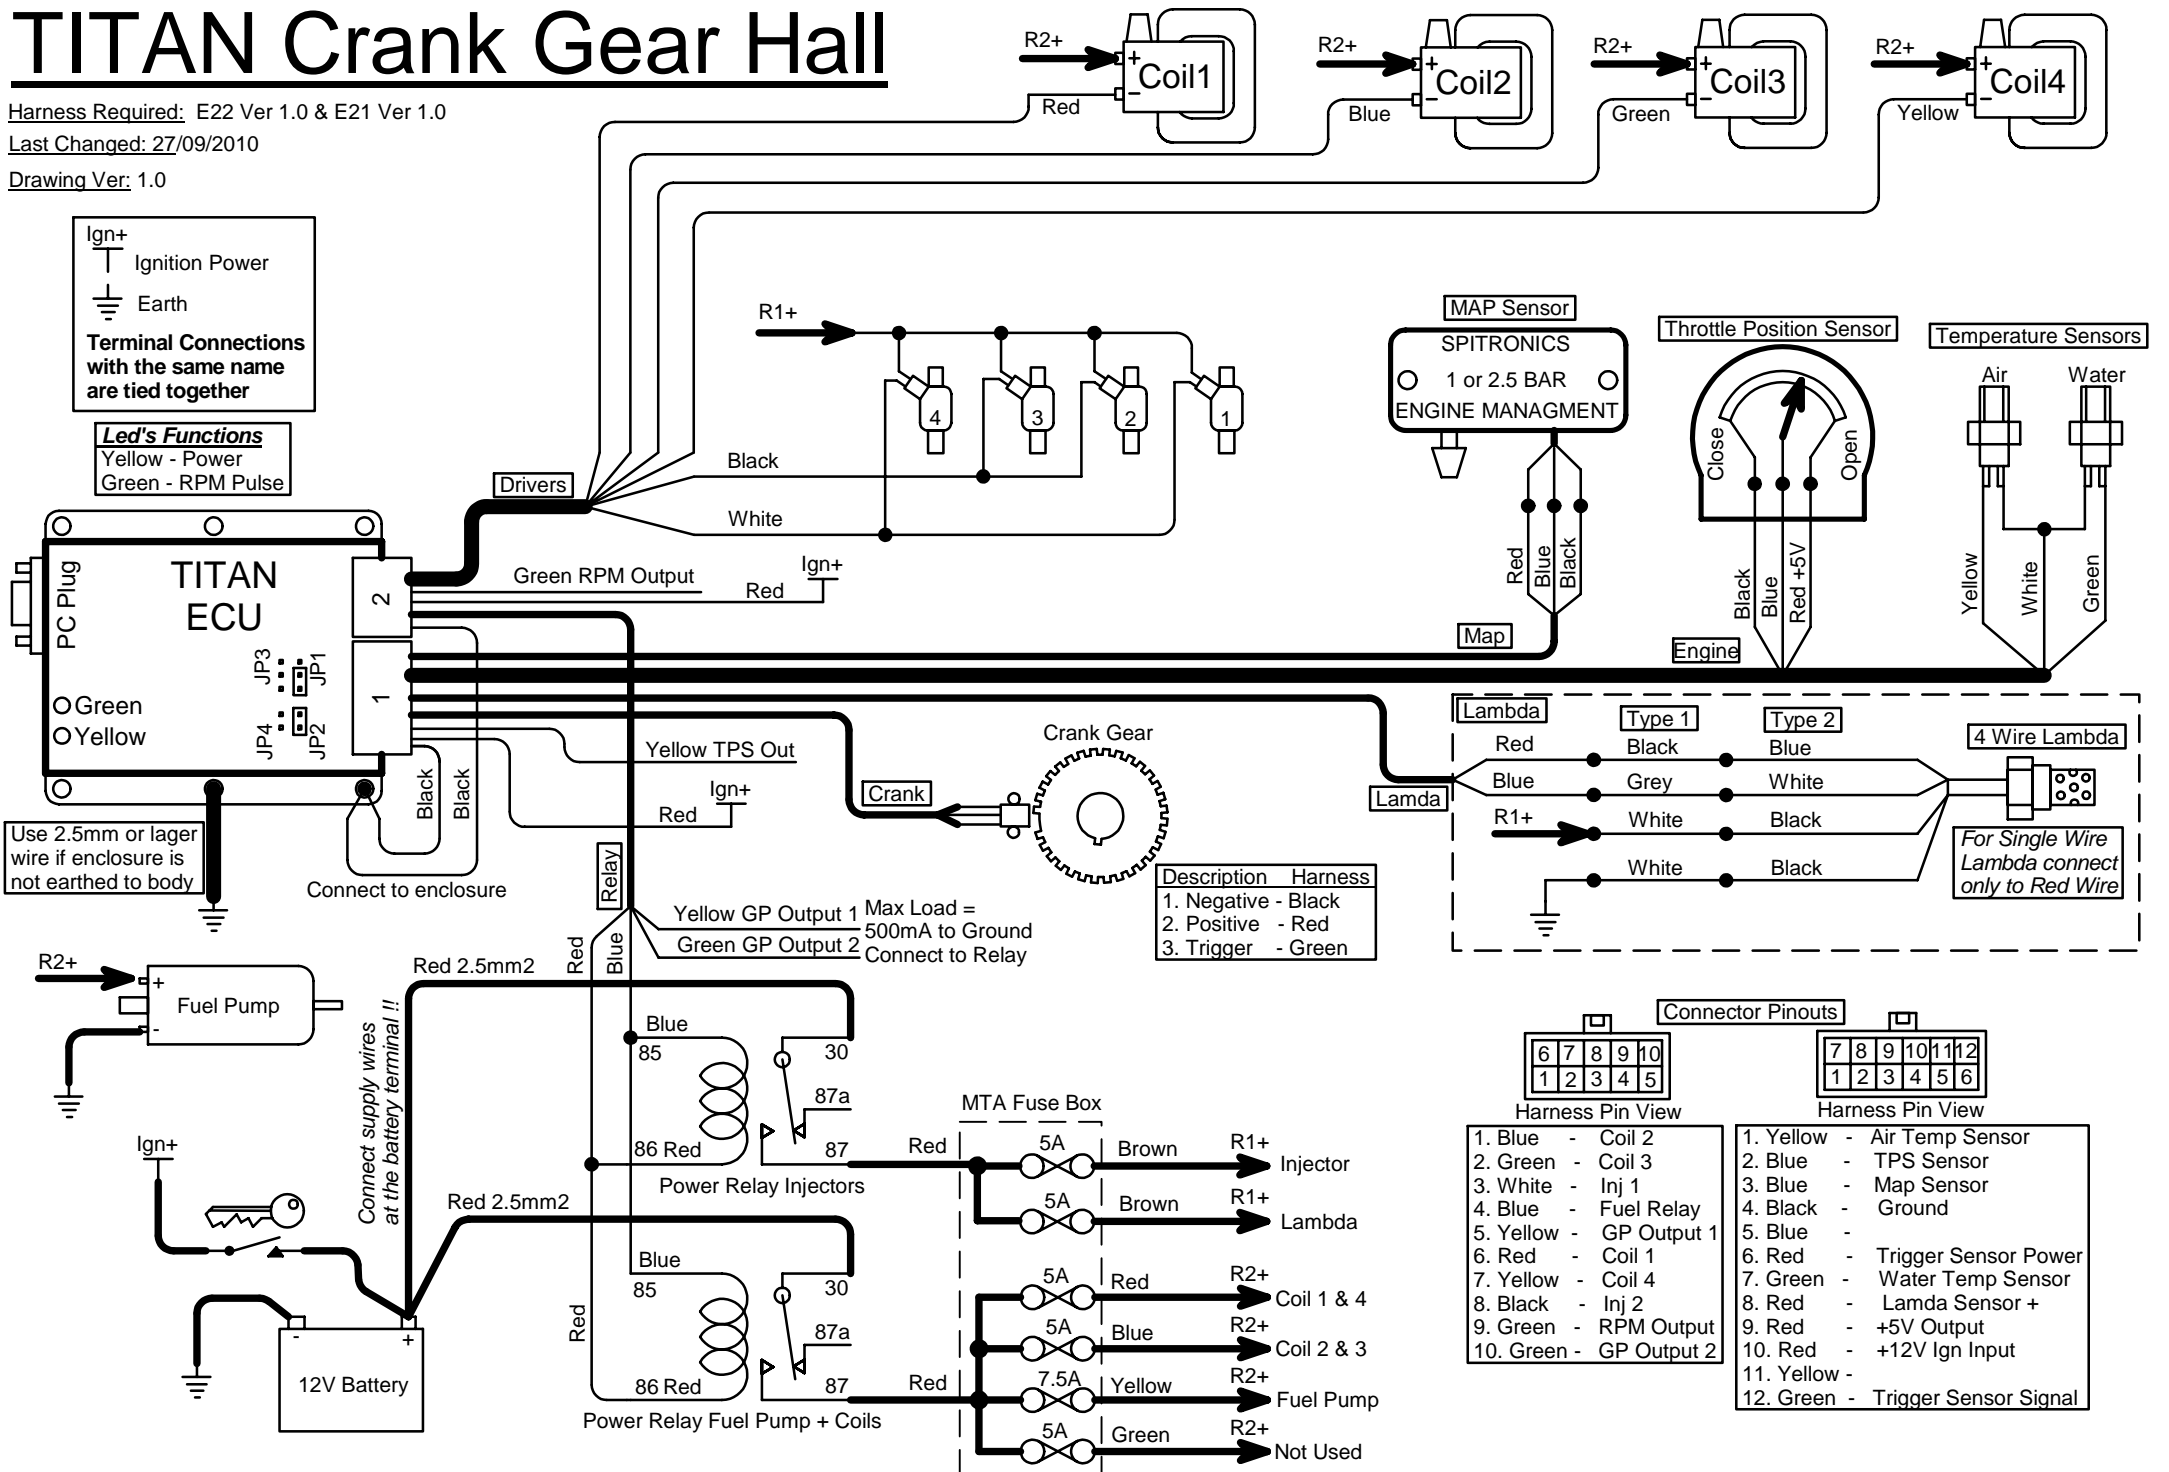 TITAN Crank Gear Hall
Harness Required: E22 Ver 1.0 & E21 Ver 1.0
Last Changed: 27/09/2010
Drawing Ver: 1.0
R2+
+
Coil1
-
Red
R2+
+
Coil2
-
Blue
R2+
+
Coil3
-
Green
R2+
+
Coil4
-
Yellow
Ign+
Ignition Power
Earth
Terminal Connections
with the same name
are tied together
Led's Functions
Yellow - Power
Green - RPM Pulse
R1+
4
3
2
1
Black
White
Drivers
MAP Sensor
SPITRONICS
1 or 2.5 BAR
ENGINE MANAGMENT
Red
Blue
Black
Map
Throttle Position Sensor
Close
Open
Black
Blue
Red +5V
Engine
Temperature Sensors
Air
Water
Yellow
White
Green
PC Plug
TITAN
ECU
2
1
JP3
JP1
JP4
JP2
Green
Yellow
Green RPM Output
Red
Ign+
Yellow TPS Out
Red
Ign+
Black
Black
Connect to enclosure
Use 2.5mm or lager
wire if enclosure is
not earthed to body
Crank
Crank Gear
Description Harness
1. Negative - Black
2. Positive - Red
3. Trigger - Green
Lamda
Lambda
Type 1
Type 2
4 Wire Lambda
Red
Black
Blue
Blue
Grey
White
R1+
White
Black
White
Black
For Single Wire
Lambda connect
only to Red Wire
Relay
Red
Blue
Yellow GP Output 1
Green GP Output 2
Max Load =
500mA to Ground
Connect to Relay
R2+
+
Fuel Pump
-
Red 2.5mm2
Connect supply wires
at the battery terminal !!
Blue
85
30
87a
86 Red
87
Power Relay Injectors
Red
Ign+
Red 2.5mm2
Blue
85
30
87a
Red
86 Red
87
Power Relay Fuel Pump + Coils
Red
-
+
12V Battery
MTA Fuse Box
5A
Brown
R1+
Injector
5A
Brown
R1+
Lambda
5A
Red
R2+
Coil 1 & 4
5A
Blue
R2+
Coil 2 & 3
7.5A
Yellow
R2+
Fuel Pump
5A
Green
R2+
Not Used
Connector Pinouts
6 7 8 9 10
1 2 3 4 5
Harness Pin View
1. Blue - Coil 2
2. Green - Coil 3
3. White - Inj 1
4. Blue - Fuel Relay
5. Yellow - GP Output 1
6. Red - Coil 1
7. Yellow - Coil 4
8. Black - Inj 2
9. Green - RPM Output
10. Green - GP Output 2
7 8 9 10 11 12
1 2 3 4 5 6
Harness Pin View
1. Yellow - Air Temp Sensor
2. Blue - TPS Sensor
3. Blue - Map Sensor
4. Black - Ground
5. Blue -
6. Red - Trigger Sensor Power
7. Green - Water Temp Sensor
8. Red - Lamda Sensor +
9. Red - +5V Output
10. Red - +12V Ign Input
11. Yellow -
12. Green - Trigger Sensor Signal